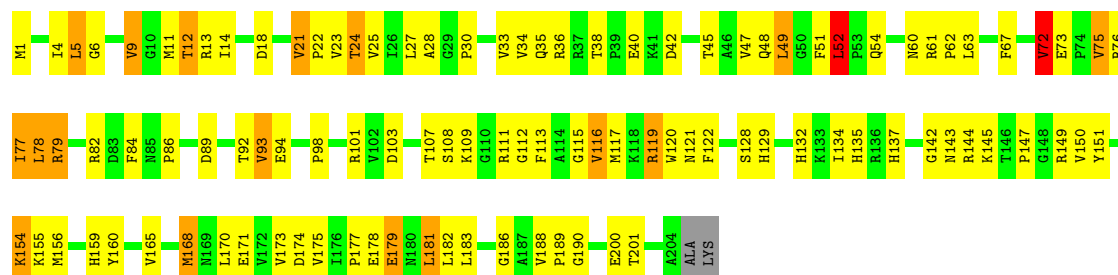 M1 I4 L5 G6 V9 G10 M11 T12 R13 I14 D18 V21 P22 V23 T24 V25 I26 L27 A28 G29 P30 V33 V34 Q35 R36 R37 T38 P39 E40 K41 D42 T45 A46 V47 Q48 L49 G50 F51 L52 P53 Q54 N60 R61 P62 L63 F67 V72 E73 P74 V75 R76
I77 L78 R79 R82 D83 F84 N85 P86 D89 T92 V93 E94 P98 R101 V102 D103 T107 S108 K109 G110 R111 G112 F113 A114 G115 V116 M117 K118 R119 W120 N121 F122 S128 H129 H132 K133 I134 H135 R136 H137 G142 N143 R144 K145 T146 P147 G148 R149 V150 Y151
K154 K155 M156 H159 Y160 V165 M168 N169 L170 E171 V172 V173 D174 V175 I176 P177 E178 E179 N180 L181 L182 L183 G186 A187 V188 P189 G190 E200 T201 A204 ALA LYS